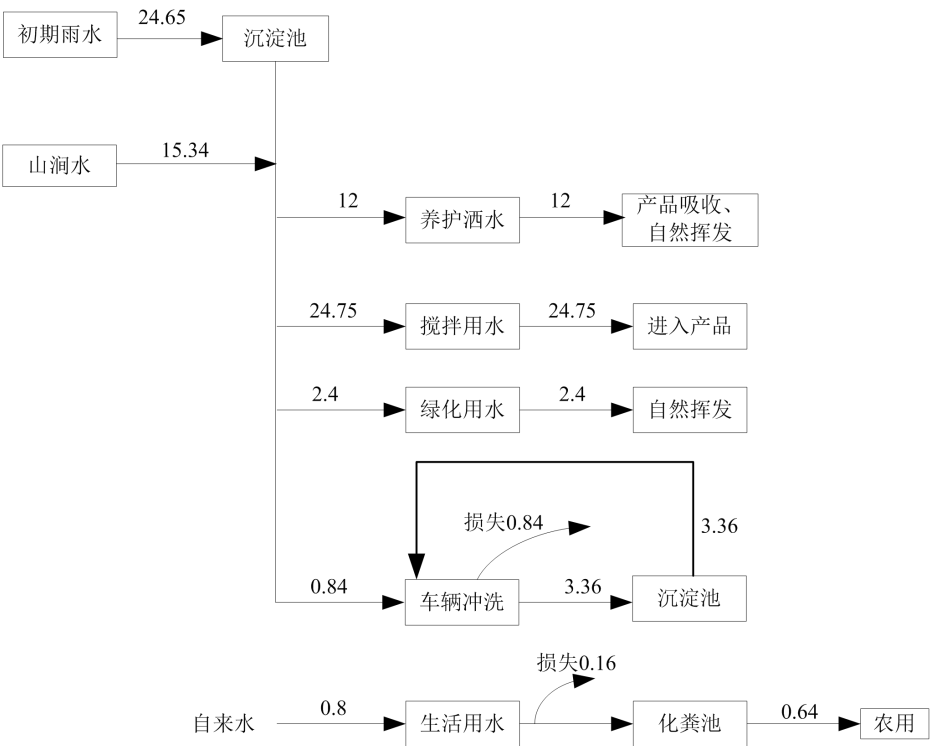 初期雨水
24.65
沉淀池
山涧水
15.34
12
养护洒水
12
产品吸收、
自然挥发
24.75
搅拌用水
24.75
进入产品
2.4
绿化用水
2.4
自然挥发
损失0.84
3.36
0.84
车辆冲洗
3.36
沉淀池
损失0.16
自来水
0.8
生活用水
化粪池
0.64
农用